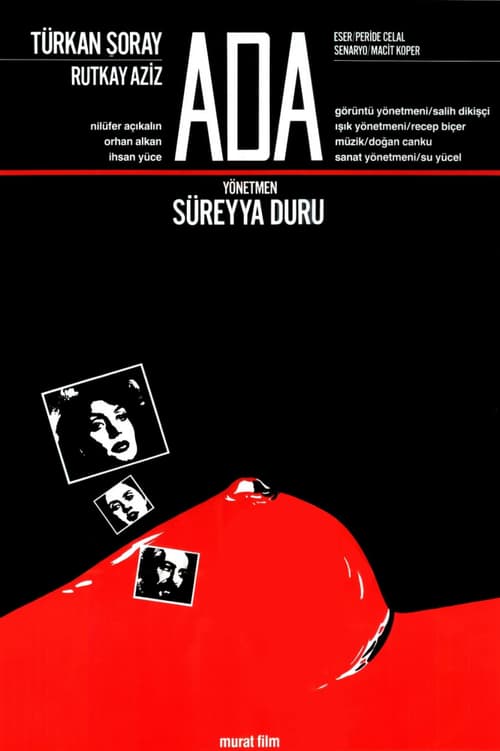 TÜRKAN ŞORAY
RUTKAY AZİZ
nilüfer açıkalın
orhan alkan
ihsan yüce
ADA
ESER/PERİDE CELAL
SENARYO/MACİT KOPER
görüntü yönetmeni/salih dikişçi
ışık yönetmeni/recep biçer
müzik/doğan canku
sanat yönetmeni/su yücel
YÖNETMEN
SÜREYYA DURU
murat film